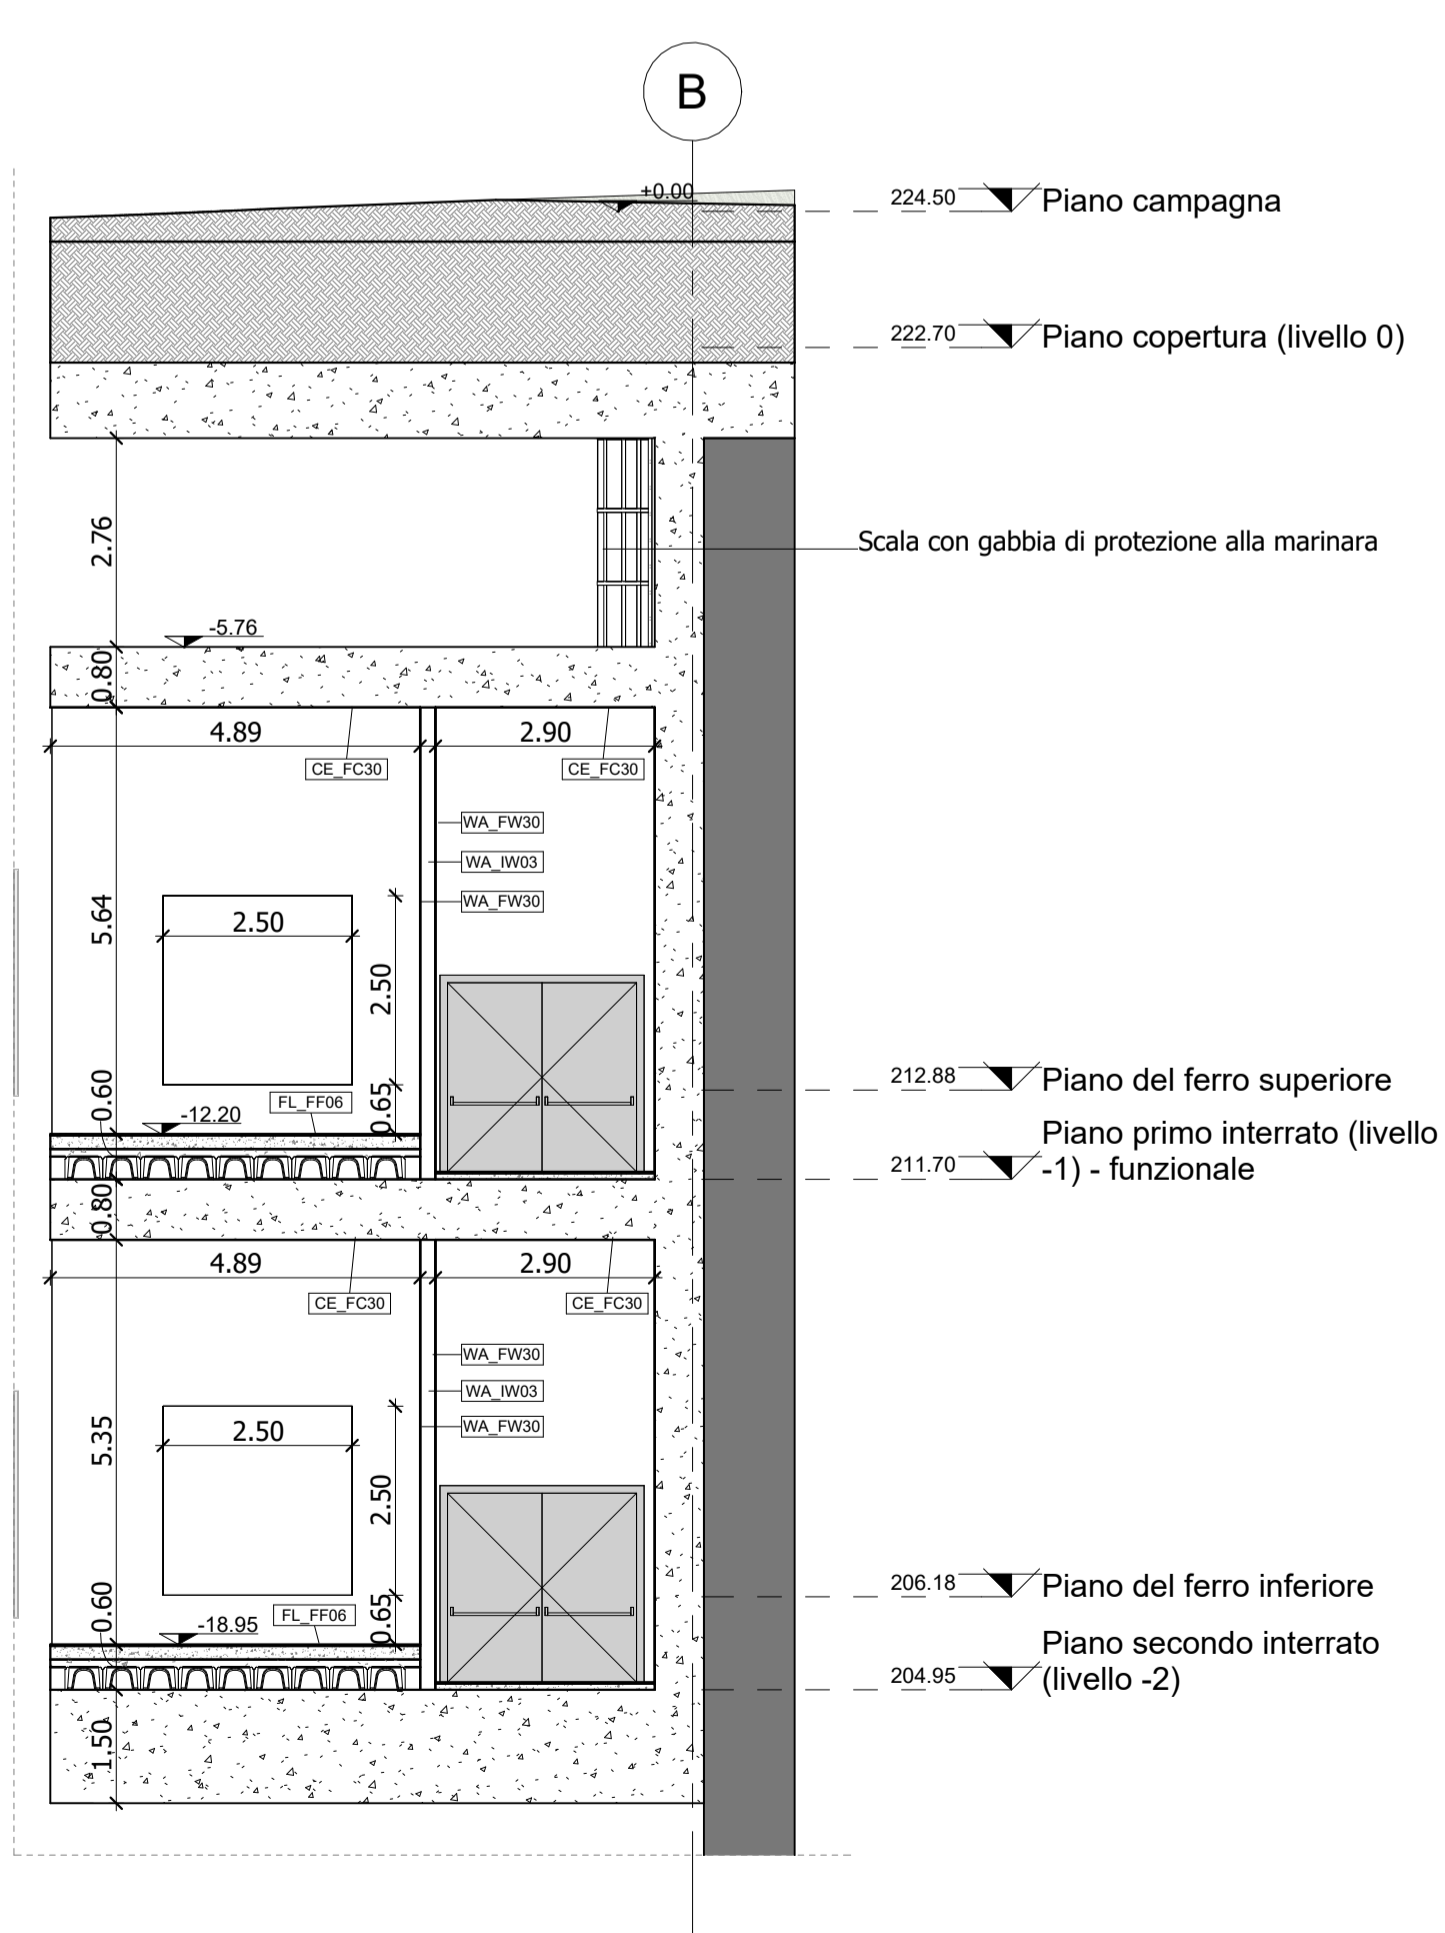 B
+0.00
224.50
Piano campagna
222.70
Piano copertura (livello 0)
2.76
Scala con gabbia di protezione alla marinara
-5.76
0.80
4.89
2.90
CE_FC30
CE_FC30
WA_FW30
WA_IW03
WA_FW30
5.64
2.50
2.50
212.88
Piano del ferro superiore
0.60
FL_FF06
0.65
-12.20
Piano primo interrato (livello
211.70
-1) - funzionale
0.80
4.89
2.90
CE_FC30
CE_FC30
WA_FW30
WA_IW03
WA_FW30
5.35
2.50
2.50
206.18
Piano del ferro inferiore
0.60
FL_FF06
0.65
-18.95
Piano secondo interrato
204.95
(livello -2)
1.50